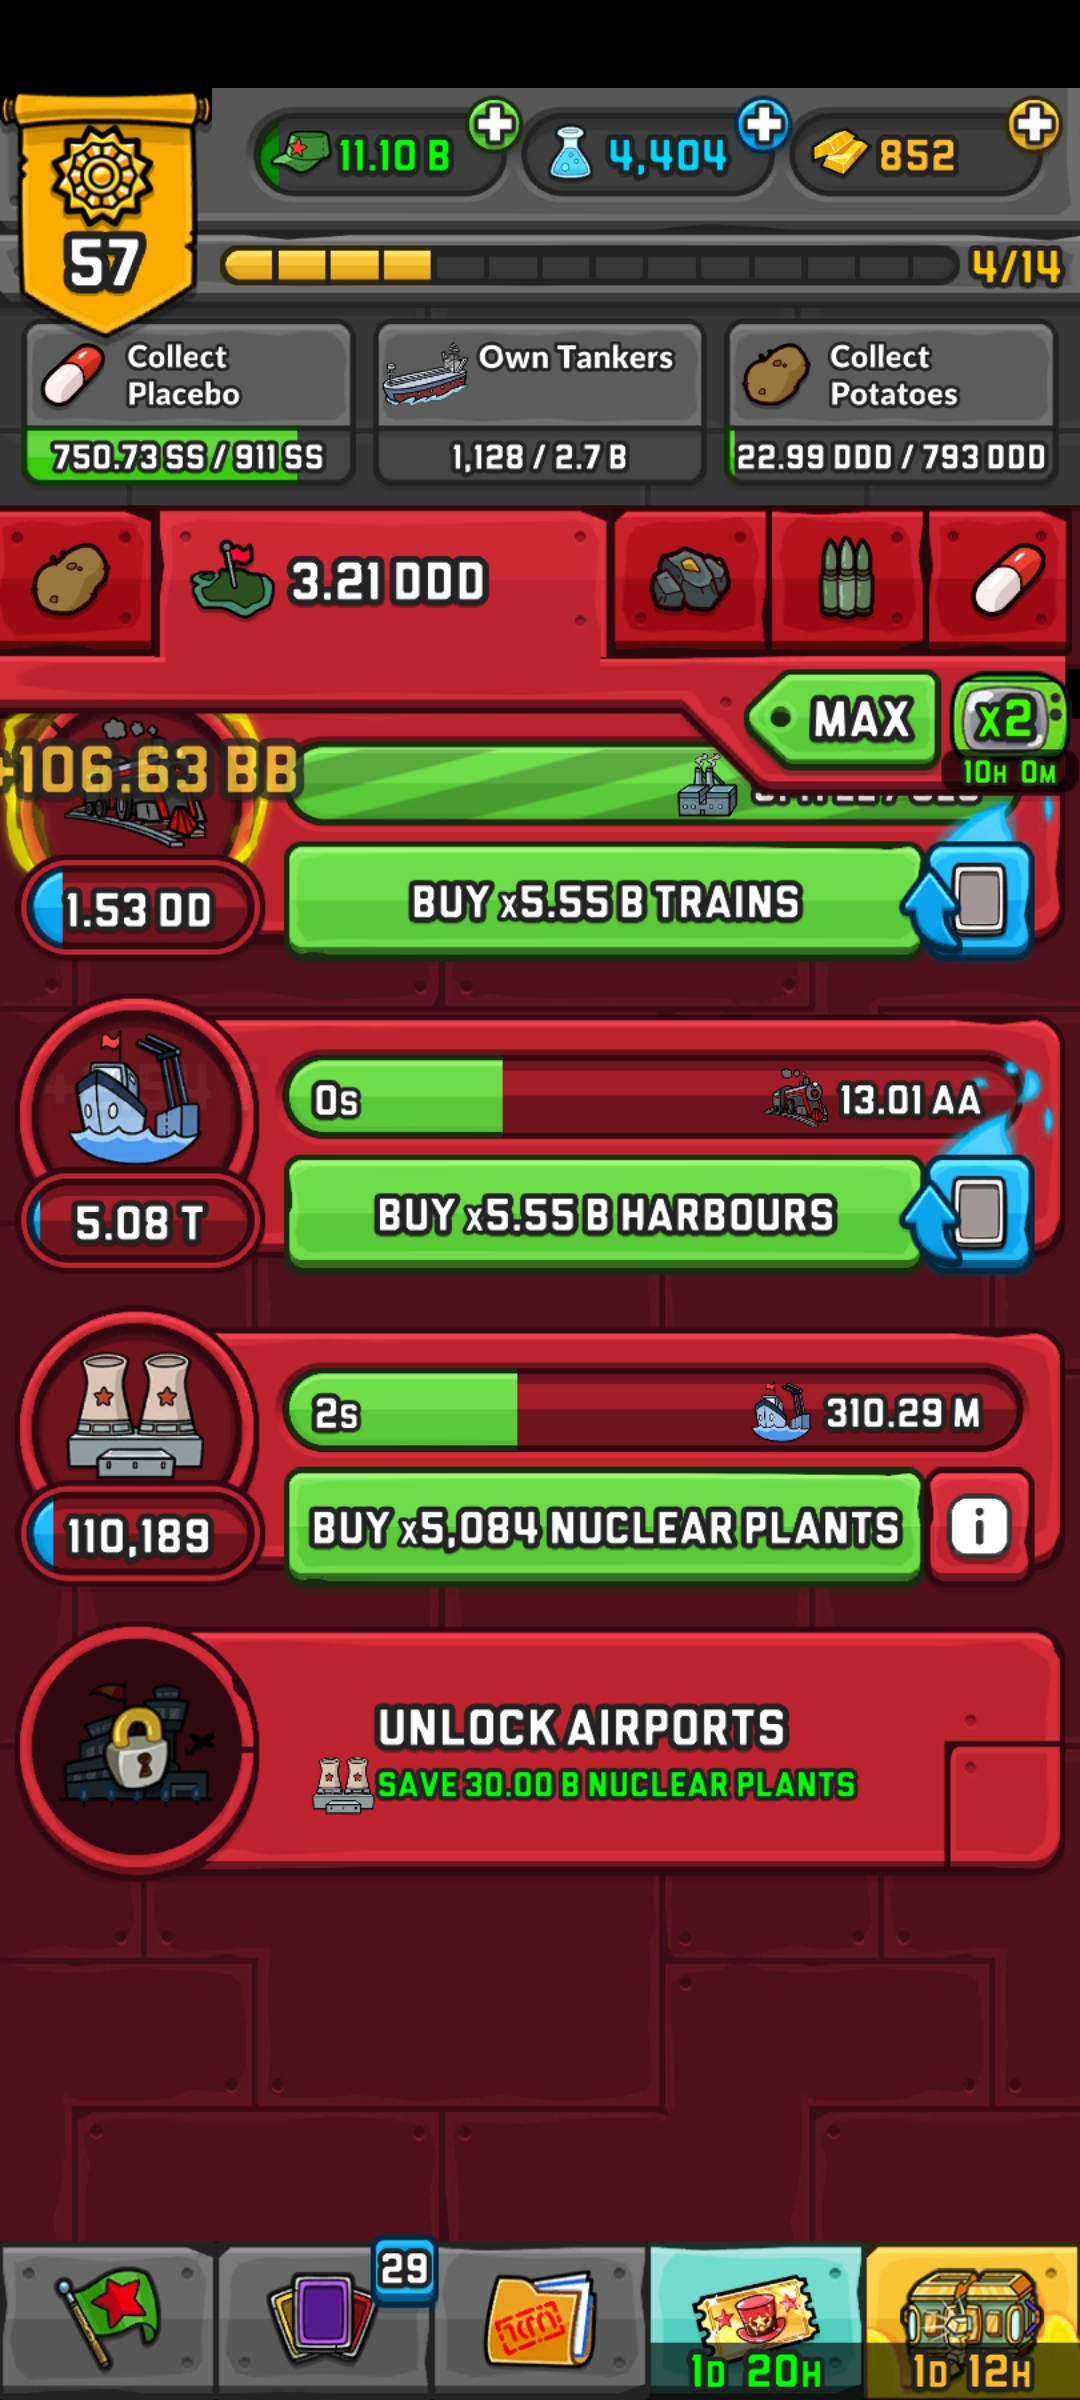 57
11.10 B
4,404
852
4/14
Collect
Placebo
750.73 SS / 911 SS
Own Tankers
1,128 / 2.7 B
Collect
Potatoes
22.99 DDD / 793 DDD
3.21 DDD
MAX
x2
10H 0M
+106.63 BB
1.53 DD
BUY x5.55 B TRAINS
0s
13.01 AA
5.08 T
BUY x5.55 B HARBOURS
2s
310.29 M
110,189
BUY x5,084 NUCLEAR PLANTS
i
UNLOCK AIRPORTS
SAVE 30.00 B NUCLEAR PLANTS
29
1D 20H
1D 12H